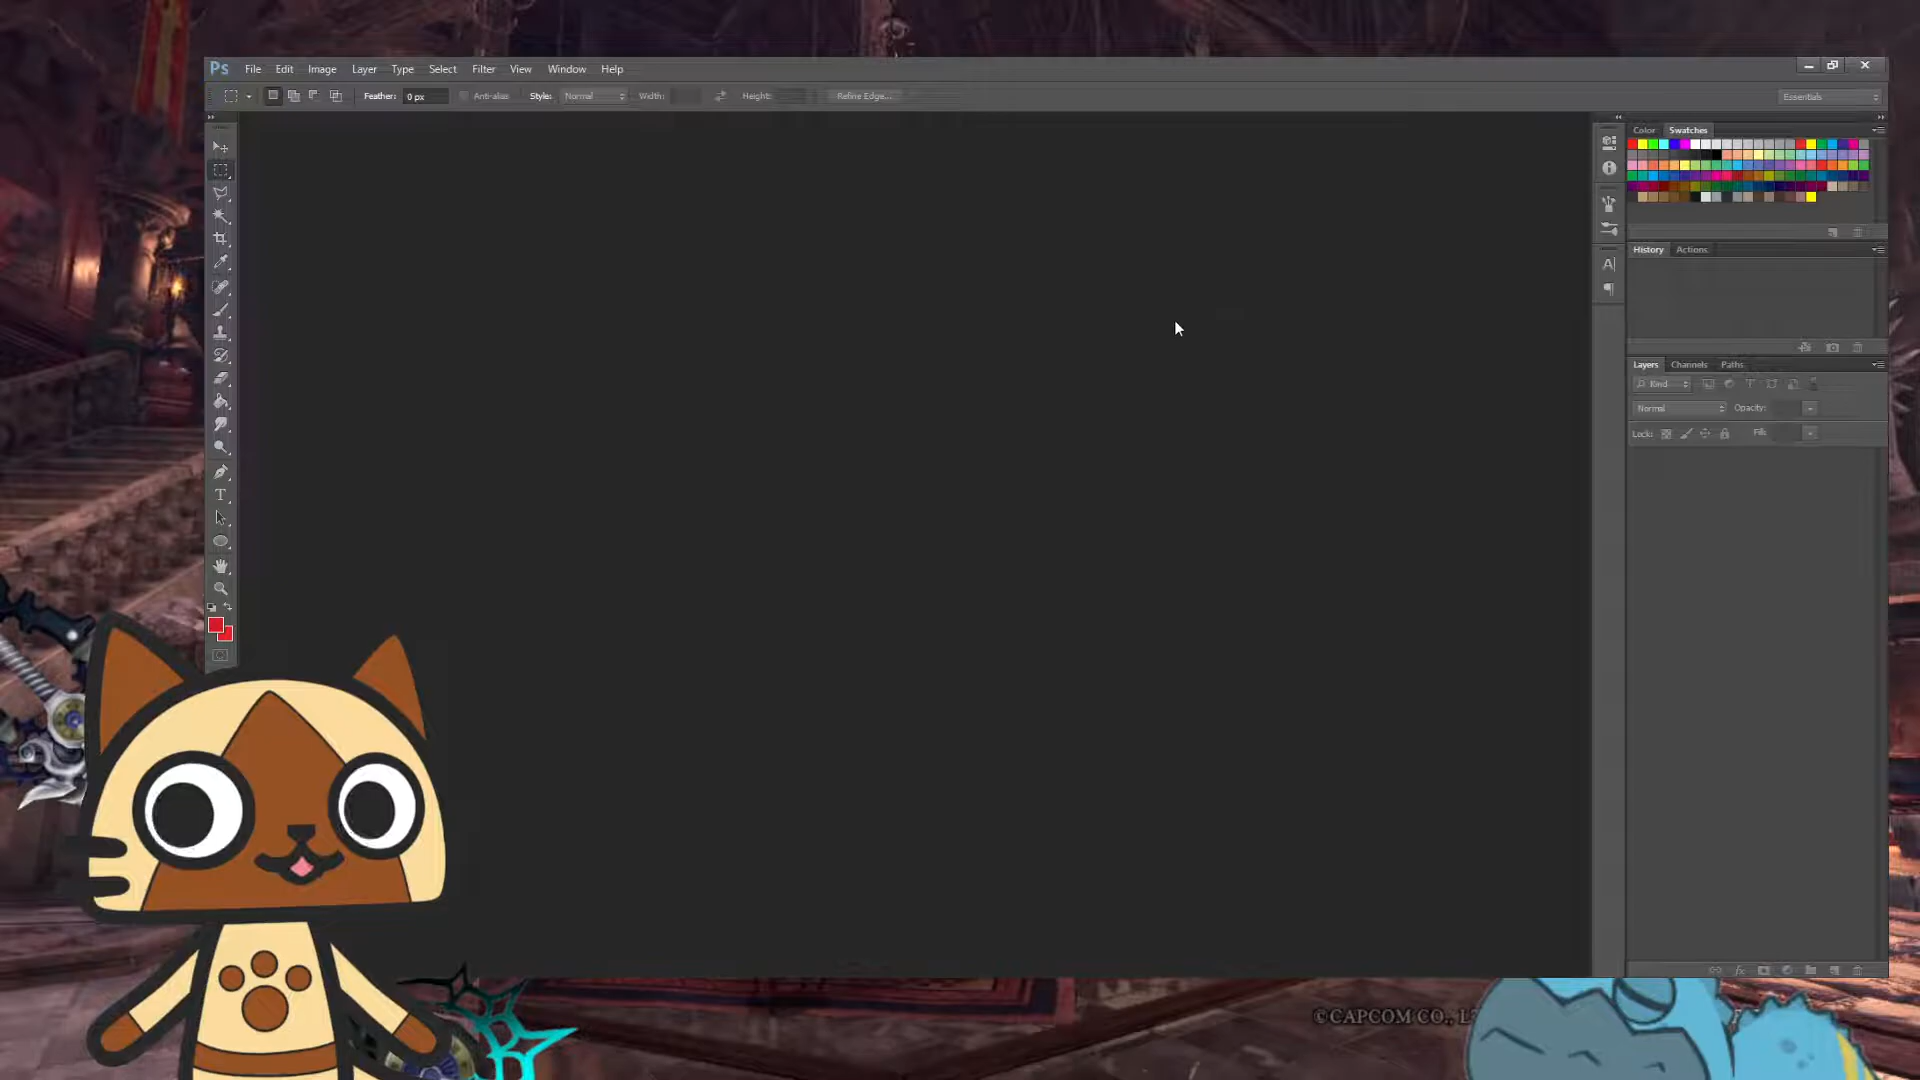 Ps File Edit Image Layer Type Select Filter View Window Help
Feather: 0 px Anti-alias Style: Normal Width: Height: Refine Edge... Essentials
Color Swatches
History Actions
Layers Channels Paths
Kind
Normal Opacity:
Lock: Fill:
©CAPCOM CO., L